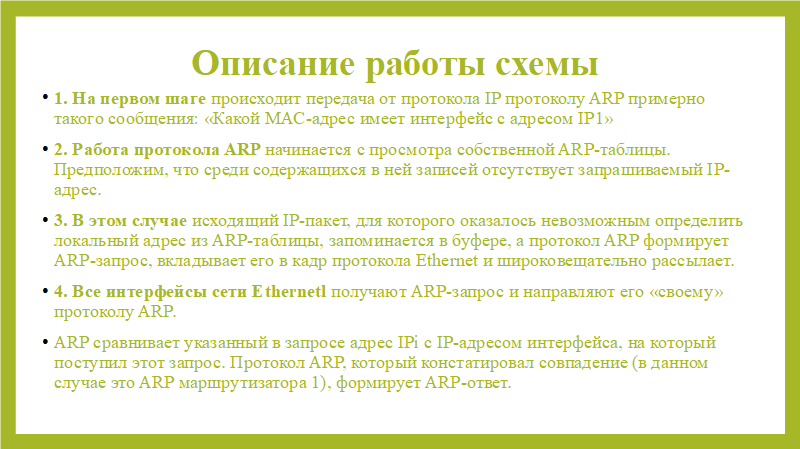 Описание работы схемы
• 1. На первом шаге происходит передача от протокола IP протоколу ARP примерно
такого сообщения: «Какой MAC-адрес имеет интерфейс с адресом IP1»
• 2. Работа протокола ARP начинается с просмотра собственной ARP-таблицы.
Предположим, что среди содержащихся в ней записей отсутствует запрашиваемый IP-
адрес.
• 3. В этом случае исходящий IP-пакет, для которого оказалось невозможным определить
локальный адрес из ARP-таблицы, запоминается в буфере, а протокол ARP формирует
ARP-запрос, вкладывает его в кадр протокола Ethernet и широковещательно рассылает.
• 4. Все интерфейсы сети Ethernetl получают ARP-запрос и направляют его «своему»
протоколу ARP.
• ARP сравнивает указанный в запросе адрес IPi с IP-адресом интерфейса, на который
поступил этот запрос. Протокол ARP, который констатировал совпадение (в данном
случае это ARP маршрутизатора 1), формирует ARP-ответ.